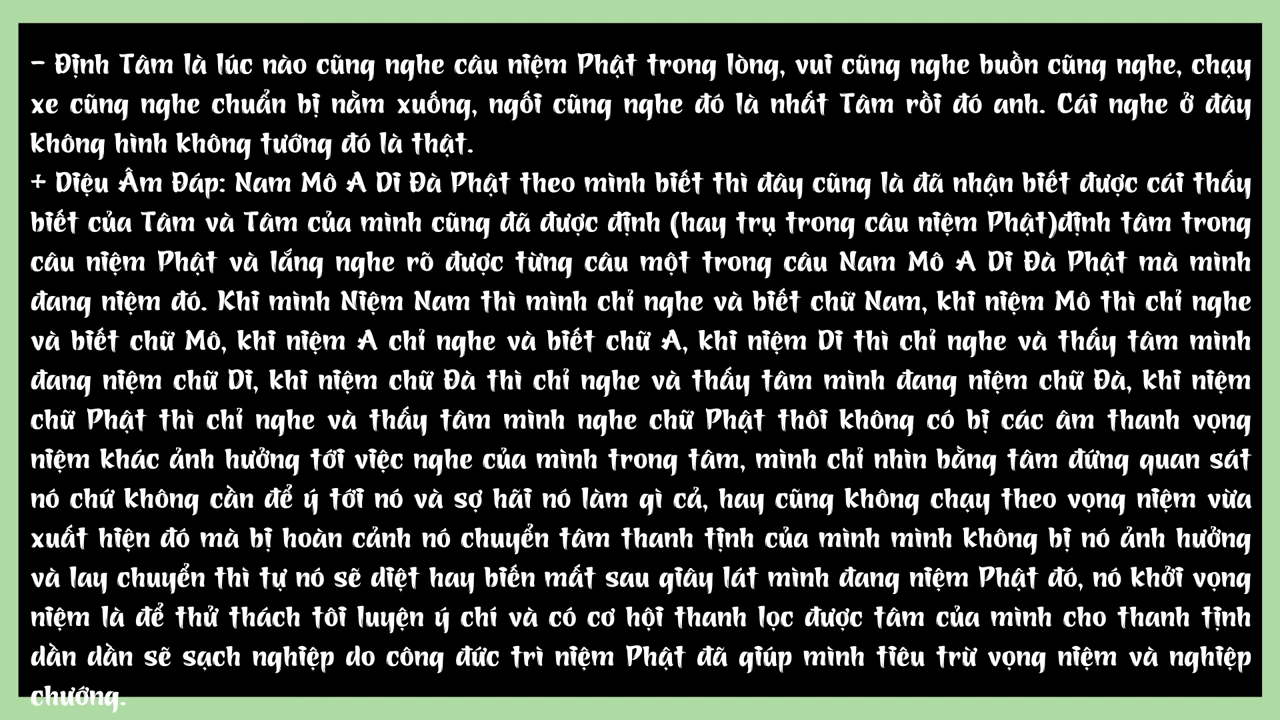 – Định Tâm là lúc nào cũng nghe câu niệm Phật trong lòng, vui cũng nghe buồn cũng nghe, chạy
xe cũng nghe chuẩn bị nằm xuống, ngối cũng nghe đó là nhất Tâm rồi đó anh. Cái nghe ở đây
không hình không tướng đó là thật.
+ Diệu Âm Đáp: Nam Mô A Di Đà Phật theo mình biết thì đây cũng là đã nhận biết được cái thấy
biết của Tâm và Tâm của mình cũng đã được định (hay trụ trong câu niệm Phật)định tâm trong
câu niệm Phật và lắng nghe rõ được từng câu một trong câu Nam Mô A Di Đà Phật mà mình
đang niệm đó. Khi mình Niệm Nam thì mình chỉ nghe và biết chữ Nam, khi niệm Mô thì chỉ nghe
và biết chữ Mô, khi niệm A chỉ nghe và biết chữ A, khi niệm Di thì chỉ nghe và thấy tâm mình
đang niệm chữ Di, khi niệm chữ Đà thì chỉ nghe và thấy tâm mình đang niệm chữ Đà, khi niệm
chữ Phật thì chỉ nghe và thấy tâm mình nghe chữ Phật thôi không có bị các âm thanh vọng
niệm khác ảnh hưởng tới việc nghe của mình trong tâm, mình chỉ nhìn bằng tâm đứng quan sát
nó chứ không cần để ý tới nó và sợ hãi nó làm gì cả, hay cũng không chạy theo vọng niệm vừa
xuất hiện đó mà bị hoàn cảnh nó chuyển tâm thanh tịnh của mình mình không bị nó ảnh hưởng
và lay chuyển thì tự nó sẽ diệt hay biến mất sau giây lát mình đang niệm Phật đó, nó khởi vọng
niệm là để thử thách tôi luyện ý chí và có cơ hội thanh lọc được tâm của mình cho thanh tịnh
dần dần sẽ sạch nghiệp do công đức trì niệm Phật đã giúp mình tiêu trừ vọng niệm và nghiệp
chướng.